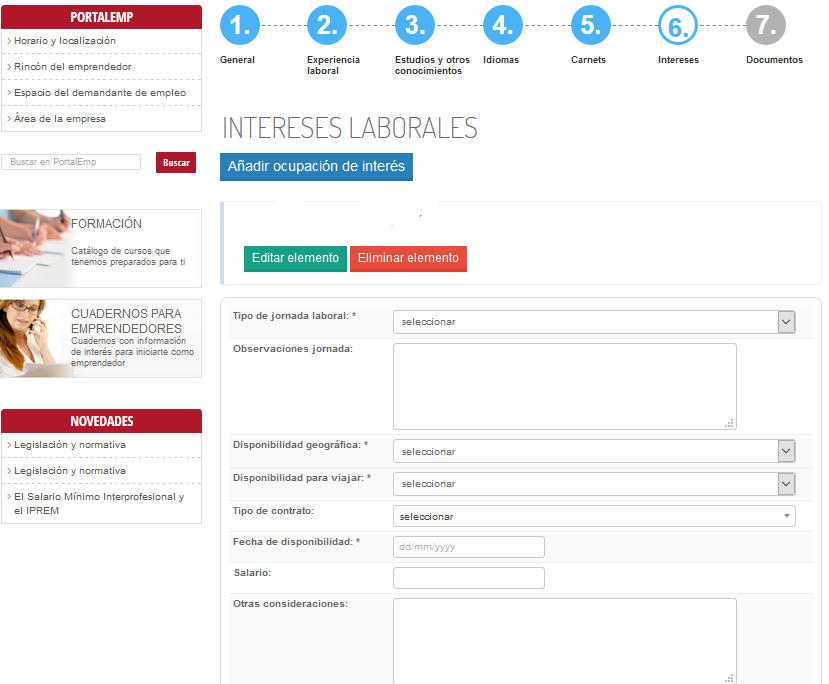 PORTALEMP
Horario y localización
Rincón del emprendedor
Espacio del demandante de empleo
Área de la empresa
Buscar en PortalEmp
Buscar
FORMACIÓN
Catálogo de cursos que
tenemos preparados para ti
CUADERNOS PARA
EMPRENDEDORES
Cuadernos con información
de interés para iniciarte como
emprendedor
NOVEDADES
Legislación y normativa
Legislación y normativa
El Salario Mínimo Interprofesional y
el IPREM
1.
2.
3.
4.
5.
6.
7.
General
Experiencia
laboral
Estudios y otros
conocimientos
Idiomas
Carnets
Intereses
Documentos
INTERESES LABORALES
Añadir ocupación de interés
Editar elemento
Eliminar elemento
Tipo de jornada laboral: *
seleccionar
Observaciones jornada:
Disponibilidad geográfica: *
seleccionar
Disponibilidad para viajar: *
seleccionar
Tipo de contrato:
seleccionar
Fecha de disponibilidad: *
dd/mm/yyyy
Salario:
Otras consideraciones: